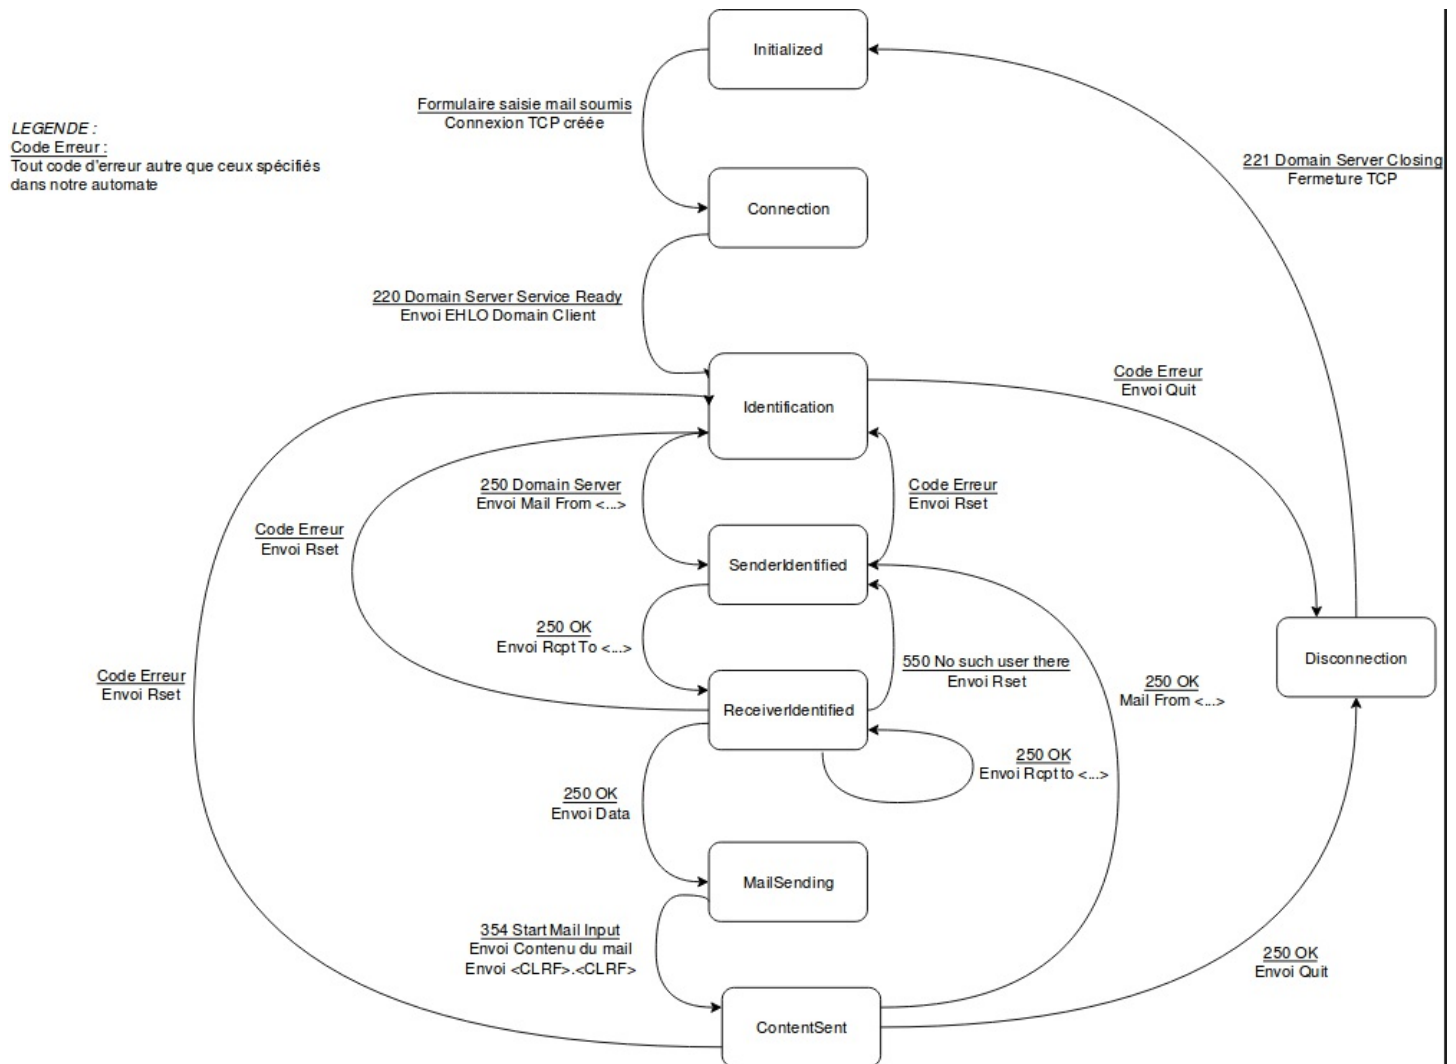 Initialized
Formulaire saisie mail soumis
Connexion TCP créée
LEGENDE :
Code Erreur :
Tout code d'erreur autre que ceux spécifiés
dans notre automate
221 Domain Server Closing
Fermeture TCP
Connection
220 Domain Server Service Ready
Envoi EHLO Domain Client
Code Erreur
Envoi Quit
Identification
250 Domain Server
Envoi Mail From <...>
Code Erreur
Envoi Rset
Code Erreur
Envoi Rset
SenderIdentified
250 OK
Envoi Rcpt To <...>
550 No such user there
Envoi Rset
Disconnection
Code Erreur
Envoi Rset
250 OK
Mail From <...>
ReceiverIdentified
250 OK
Envoi Rcpt to <...>
250 OK
Envoi Data
MailSending
354 Start Mail Input
Envoi Contenu du mail
Envoi <CLRF>.<CLRF>
250 OK
Envoi Quit
ContentSent